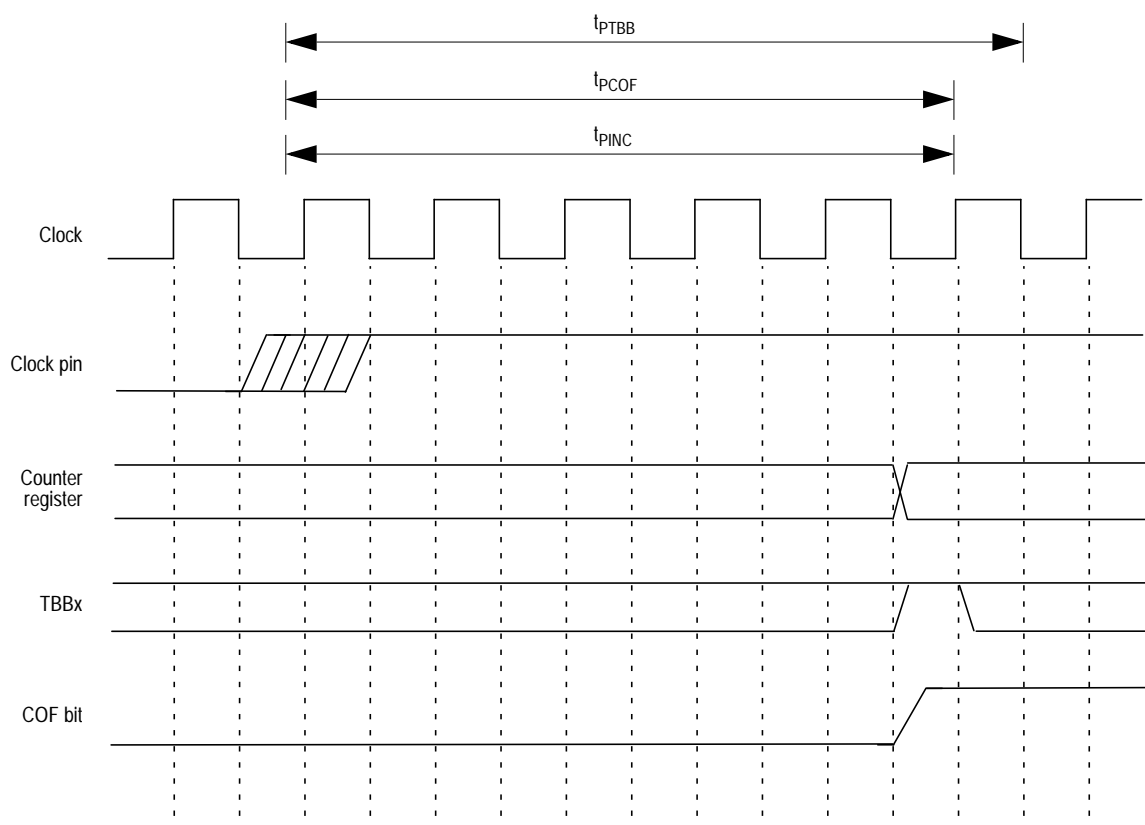 tPTBB
tPCOF
tPINC
Clock
Clock pin
Counter
register
TBBx
COF bit